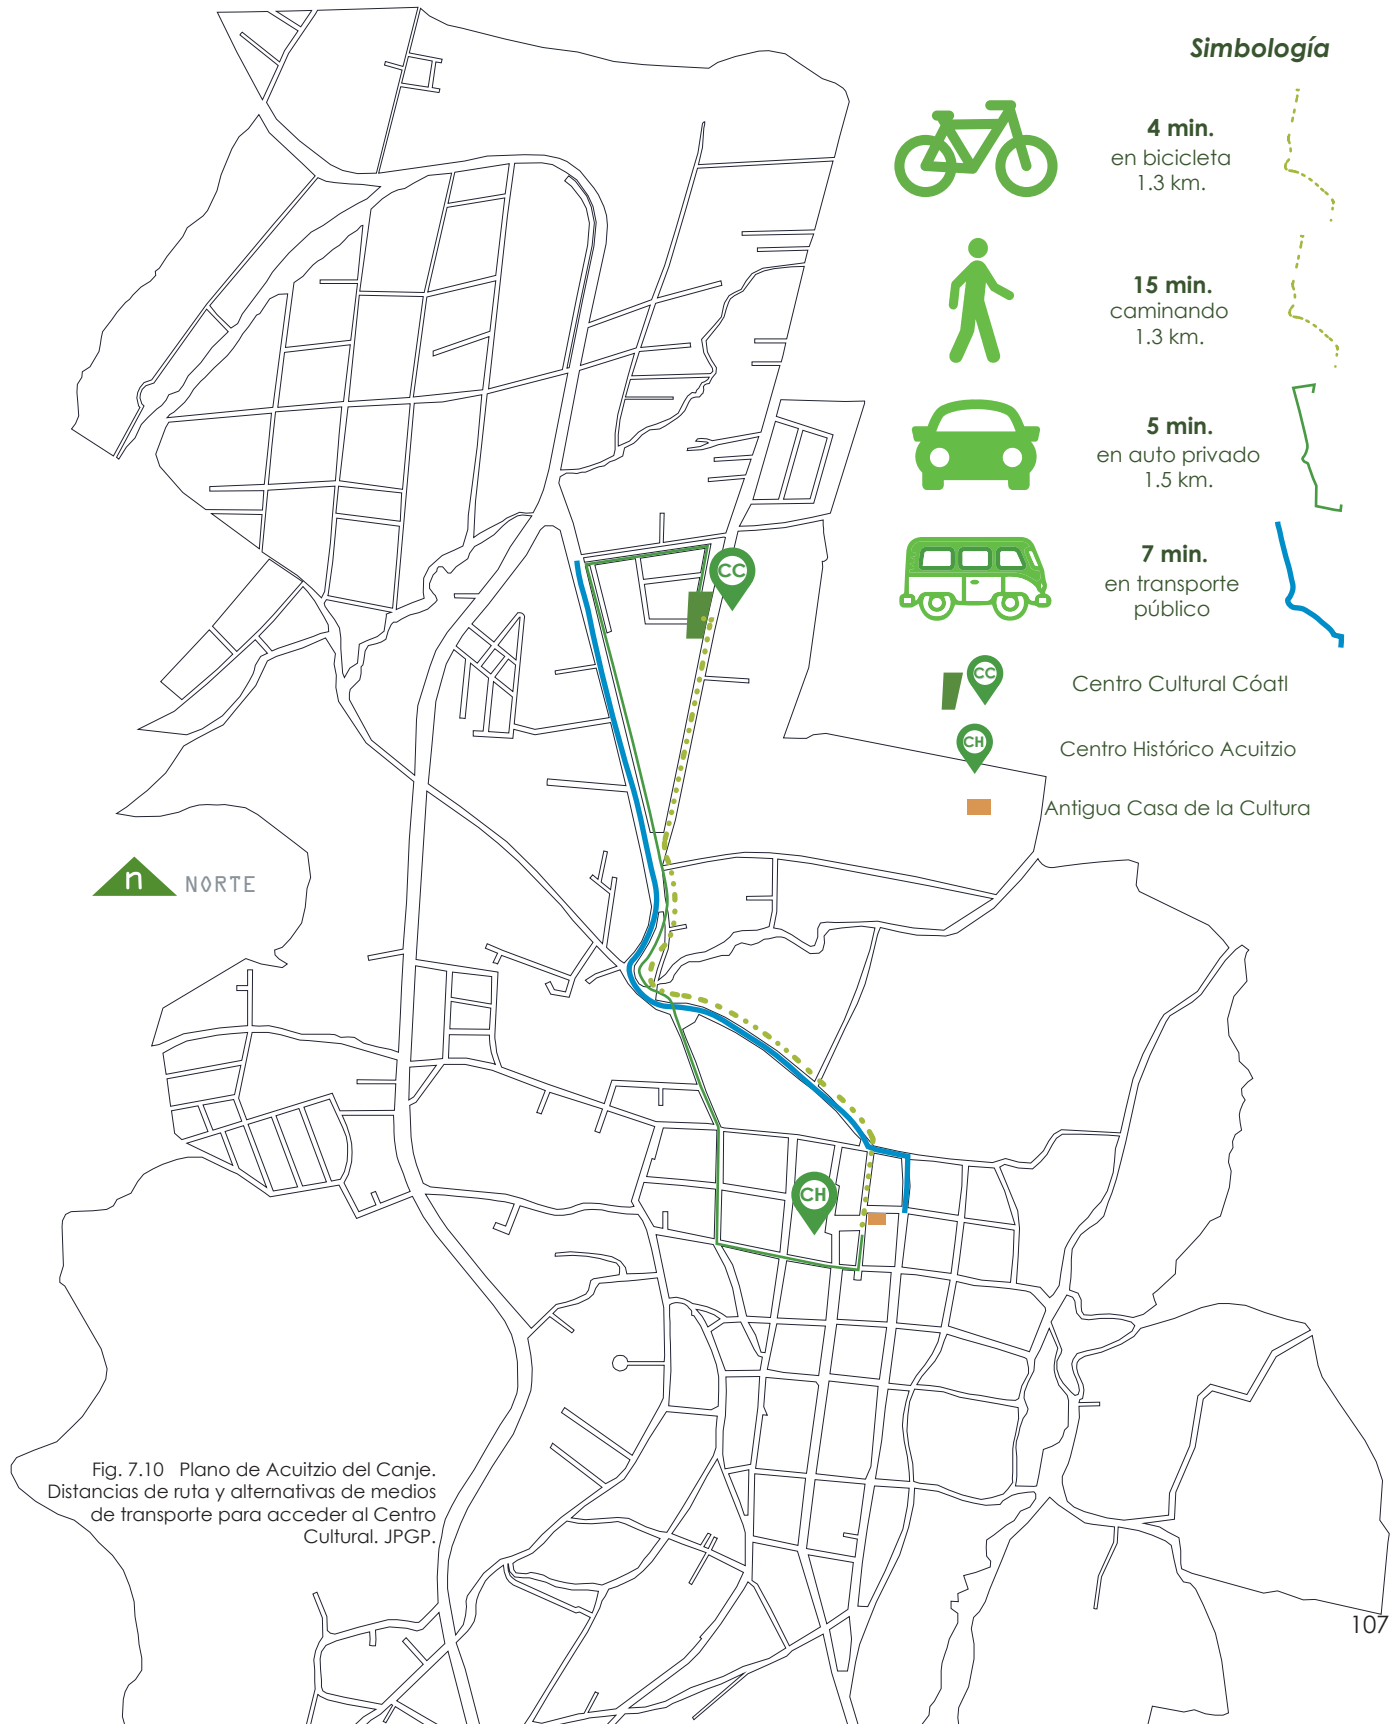 Simbología
4 min.
en bicicleta
1.3 km.
15 min.
caminando
1.3 km.
5 min.
en auto privado
1.5 km.
7 min.
en transporte
público
CC
CC
Centro Cultural Cóatl
CH
Centro Histórico Acuitzio
Antigua Casa de la Cultura
n NORTE
CH
Fig. 7.10 Plano de Acuitzio del Canje.
Distancias de ruta y alternativas de medios
de transporte para acceder al Centro
Cultural. JPGP.
107